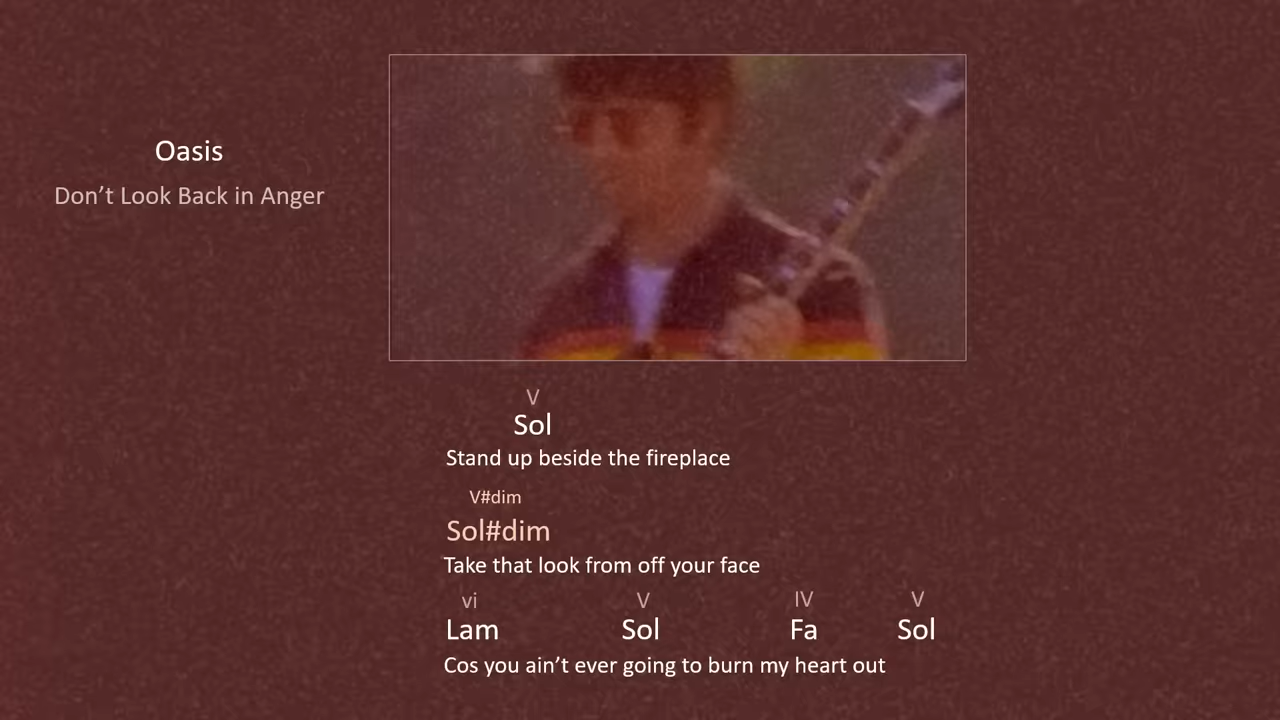 Oasis
Don’t Look Back in Anger
V
Sol
Stand up beside the fireplace
V#dim
Sol#dim
Take that look from off your face
vi V IV V
Lam Sol Fa Sol
Cos you ain’t ever going to burn my heart out